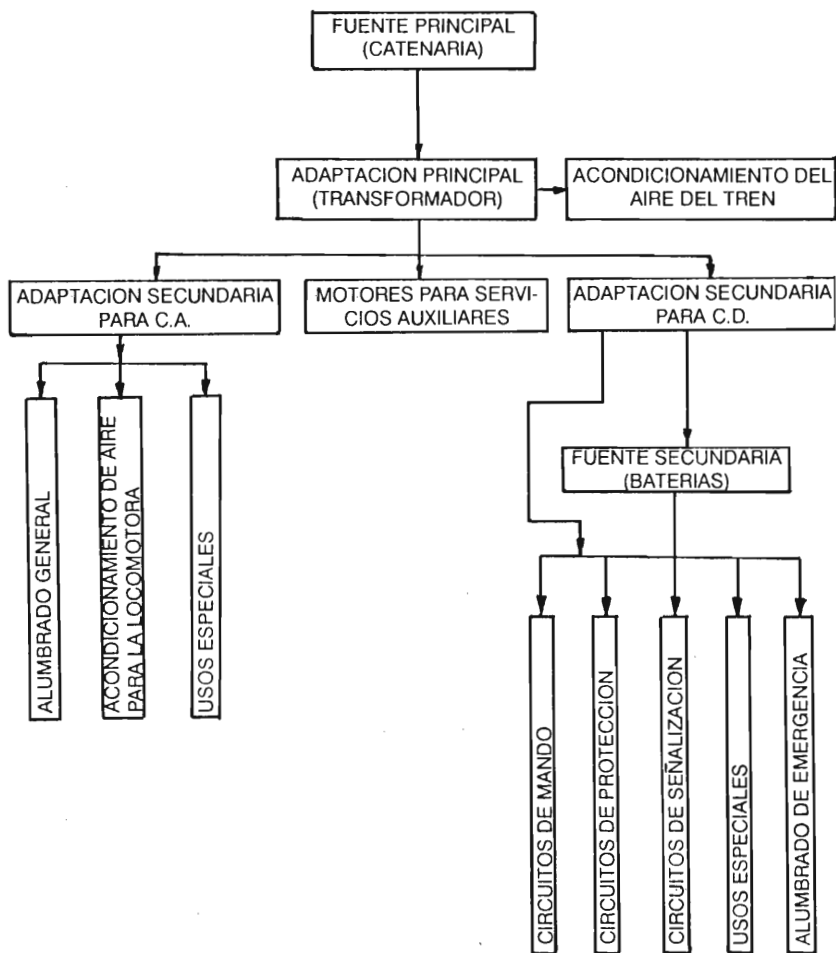 FUENTE PRINCIPAL
(CATENARIA)
ADAPTACION PRINCIPAL
(TRANSFORMADOR)
ACONDICIONAMIENTO DEL
AIRE DEL TREN
ADAPTACION SECUNDARIA
PARA C.A.
MOTORES PARA SERVI-
CIOS AUXILIARES
ADAPTACION SECUNDARIA
PARA C.D.
FUENTE SECUNDARIA
(BATERIAS)
ALUMBRADO GENERAL
ACONDICIONAMIENTO DE AIRE
PARA LA LOCOMOTORA
USOS ESPECIALES
CIRCUITOS DE MANDO
CIRCUITOS DE PROTECCION
CIRCUITOS DE SEÑALIZACION
USOS ESPECIALES
ALUMBRADO DE EMERGENCIA